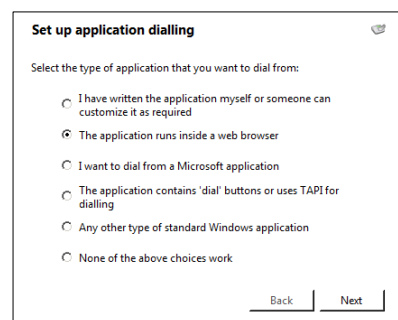 Set up application dialling
Select the type of application that you want to dial from:
I have written the application myself or someone can
customize it as required
The application runs inside a web browser
I want to dial from a Microsoft application
The application contains 'dial' buttons or uses TAPI for
dialling
Any other type of standard Windows application
None of the above choices work
Back Next